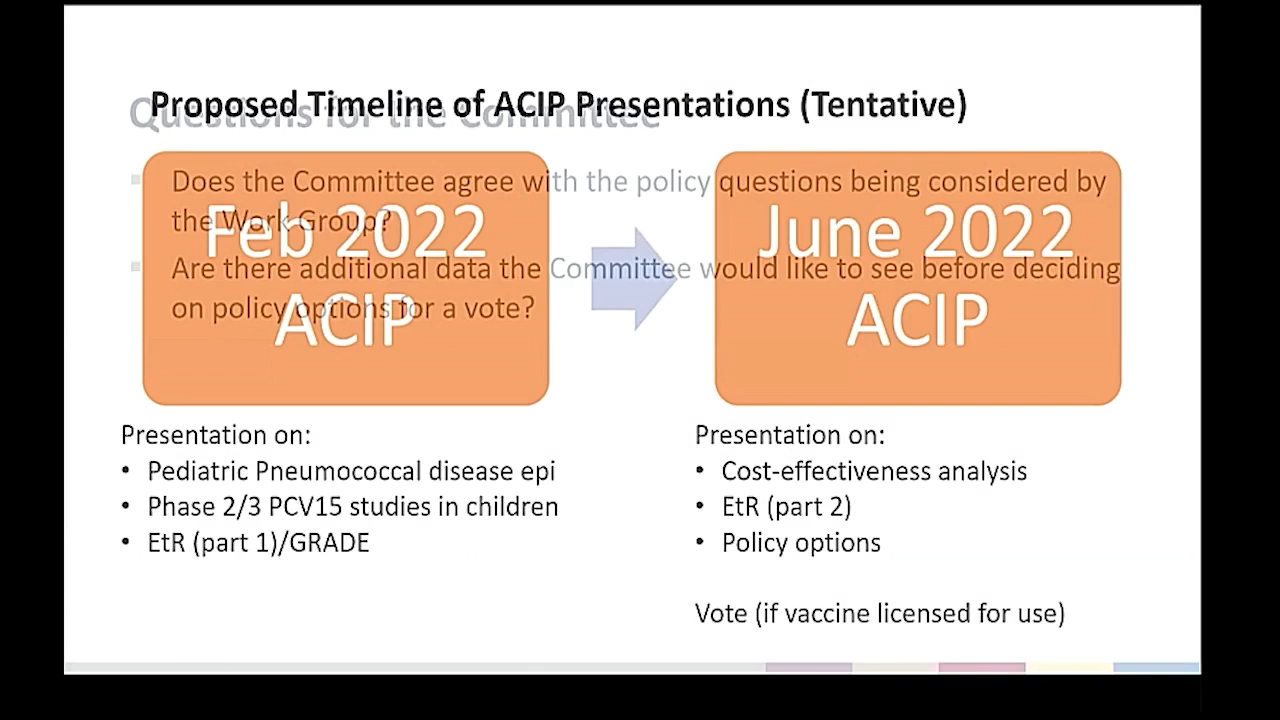 Proposed Timeline of ACIP Presentations (Tentative)
Questions for the Committee
Does the Committee agree with the policy questions being considered by
the Work Group?
Are there additional data the Committee would like to see before deciding
on policy options for a vote?
Feb 2022
ACIP
June 2022
ACIP
Presentation on:
• Pediatric Pneumococcal disease epi
• Phase 2/3 PCV15 studies in children
• EtR (part 1)/GRADE
Presentation on:
• Cost-effectiveness analysis
• EtR (part 2)
• Policy options
Vote (if vaccine licensed for use)